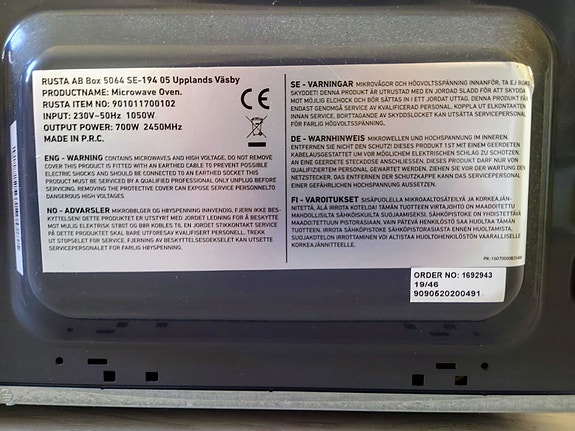 RUSTA AB Box 5064 SE-194 05 Upplands Väsby
PRODUCTNAME: Microwave Oven.
RUSTA ITEM NO: 901011700102
INPUT: 230V~50Hz 1050W
OUTPUT POWER: 700W 2450MHz
MADE IN P.R.C.
CE
ENG - WARNING CONTAINS MICROWAVES AND HIGH VOLTAGE. DO NOT REMOVE
COVER THIS PRODUCT IS FITTED WITH AN EARTHED CABLE TO PREVENT POSSIBLE
ELECTRIC SHOCKS AND SHOULD BE CONNECTED TO AN EARTHED SOCKET THIS
PRODUCT MUST BE SERVICED BY A QUALIFIED PROFESSIONAL ONLY UNPLUG BEFORE
SERVICING. REMOVING THE PROTECTIVE COVER CAN EXPOSE SERVICE PERSONNELTO
DANGEROUS HIGH VOLTAGES
NO - ADVARSLER MIKROBØLGER OG HØYSPENNING INNVENDIG. FJERN IKKE BES-
KYTTELSEN! DETTE PRODUKTET ER UTSTYRT MED JORDET LEDNING FOR Å BESKYTTE
MOT MULIG ELEKTRISK STØØT OG BØR KOBLES TIL EN JORDET STIKKONTAKT SERVICE
PÅ DETTE PRODUKTET SKAL BARE UTFØRESAV KVALIFISERT PERSONELL. TREKK
UT STØPSELET FOR SERVICE. FJERNING AV BESKYTTELSESDEKSELET KAN UTSETTE
SERVICEPERSONALET FOR FARLIG HØYSPENNING.
SE - VARNINGAR MIKROVÅGOR OCH HÖGVOLTSSPÄNNING INNANFÖR, TA EJ BORT
SKYDDET! DENNA PRODUKT ÄR UTRUSTAD MED EN JORDAD SLADD FÖR ATT SKYDDA
MOT MÖJLIG ELCHOCK OCH BÖR SÄTTAS IN I ETT JORDAT UTTAG. DENNA PRODUKT FÅR
ENDAST GENOMGÅ SERVICE AV KVALIFICERAD PERSONAL. KOPPLA UT ELKONTAKTEN
INNAN SERVICE. BORTTAGANDE AV SKYDDSLOCKET KAN UTSÄTTA SERVICEPERSONAL
FÖR FARLIG HÖGVOLTSSPÄNNING.
DE - WARNHINWEIS MIKROWELLEN UND HOCHSPANNUNG IM INNEREN.
ENTFERNEN SIE NICHT DEN SCHUTZ! DIESES PRODUKT IST MIT EINEM GEERDETEN
KABELAUSGESTATTET UM VOR MÖGLICHEM ELEKTRISCHEM SCHLAG ZU SCHÜTZEN.
AN EINE GEERDETE STECKDOSE ANSCHLIESSEN. DIESES PRODUKT DARF NUR VON
QUALIFIZIERTEM PERSONAL GEWARTET WERDEN. ZIEHEN SIE VOR DER WARTUNG DEN
NETZSTECKER. DAS ENTFERNEN DER SCHUTZKAPPE KANN DAS SERVICEPERSONAL
EINER GEFÄHRLICHEN HOCHSPANNUNG AUSSETZEN.
FI - VAROITUKSET SISÄPUOLELLA MIKROAALTOSÄTEILYÄ JA KORKEAJÄN-
NITETTÄ, ÄLÄ IRROTA KOTELOA! TÄMÄN TUOTTEEN VIRTAJOHTO ON MAADOITETTU
MAHDOLLISILTA SÄHKÖISKUILTA SUOJAAMISEKSI. SÄHKÖISKUN ON YHDISTETTÄVÄ
MAADOITETTUUN PISTORASIAAN. VAIN PÄTEVÄ HENKILÖSTÖ SAA HUOLTAA TÄTÄ
TUOTETTA. IRROTA PISTOKE PISTORASIASTA ENNEN HUOLTAMISTA,
SUOJAKOTELON IRROTTAMINEN VOI ALTISTAA HUOLTOHENKILÖN VAARALLISELLE
KORKEAJÄNNITTEELLE.
ORDER NO: 1692943
19/46
9090520200491